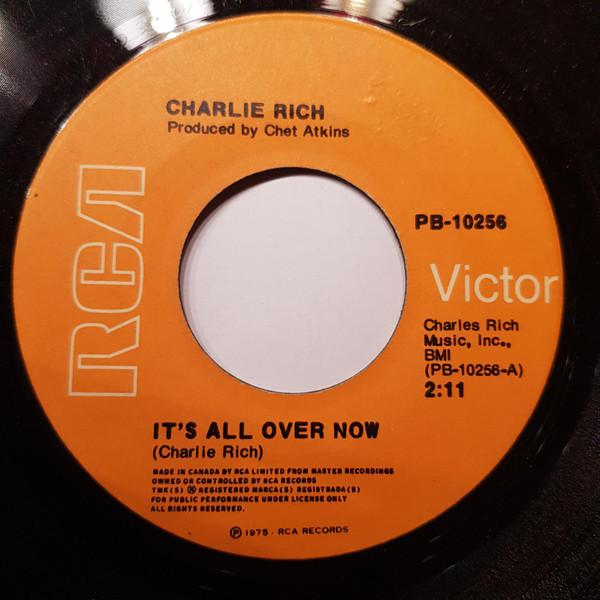 CHARLIE RICH
Produced by Chet Atkins
RCA
PB-10256
Victor
Charles Rich
Music, Inc.,
BMI
(PB-10256-A)
2:11
IT'S ALL OVER NOW
(Charlie Rich)
MADE IN CANADA BY RCA LIMITED FROM MASTER RECORDINGS
OWNED OR CONTROLLED BY RCA RECORDS
TMK(S) ® REGISTERED MARCA(S) REGISTRADA(S)
FOR PUBLIC PERFORMANCE UNDER LICENSE ONLY
ALL RIGHTS RESERVED.
℗ 1975 - RCA RECORDS